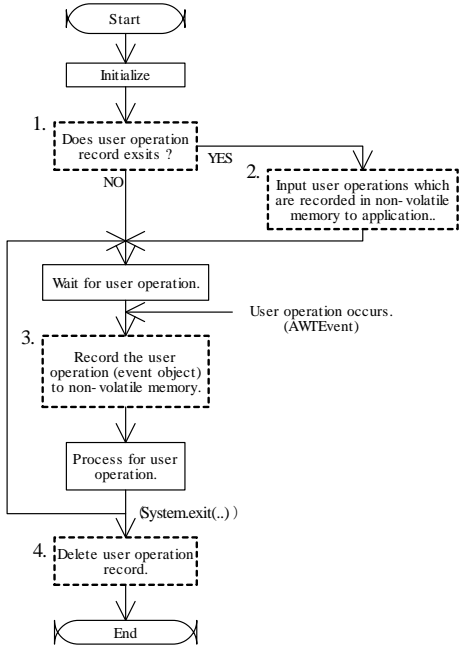 Start
Initialize
1.
Does user operation
record exsits ?
YES
NO
2.
Input user operations which
are recorded in non-volatile
memory to application..
Wait for user operation.
User operation occurs.
(AWTEvent)
3.
Record the user
operation (event object)
to non-volatile memory.
Process for user
operation.
(System.exit(..) )
4.
Delete user operation
record.
End